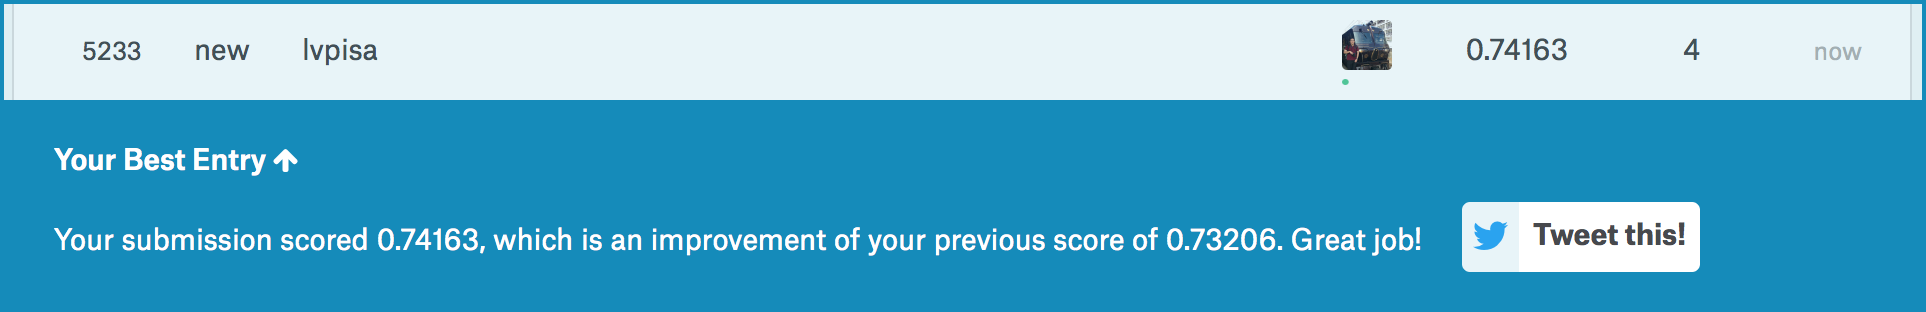 5233 new lvpisa 0.74163 4 now
Your Best Entry
Your submission scored 0.74163, which is an improvement of your previous score of 0.73206. Great job! Tweet this!